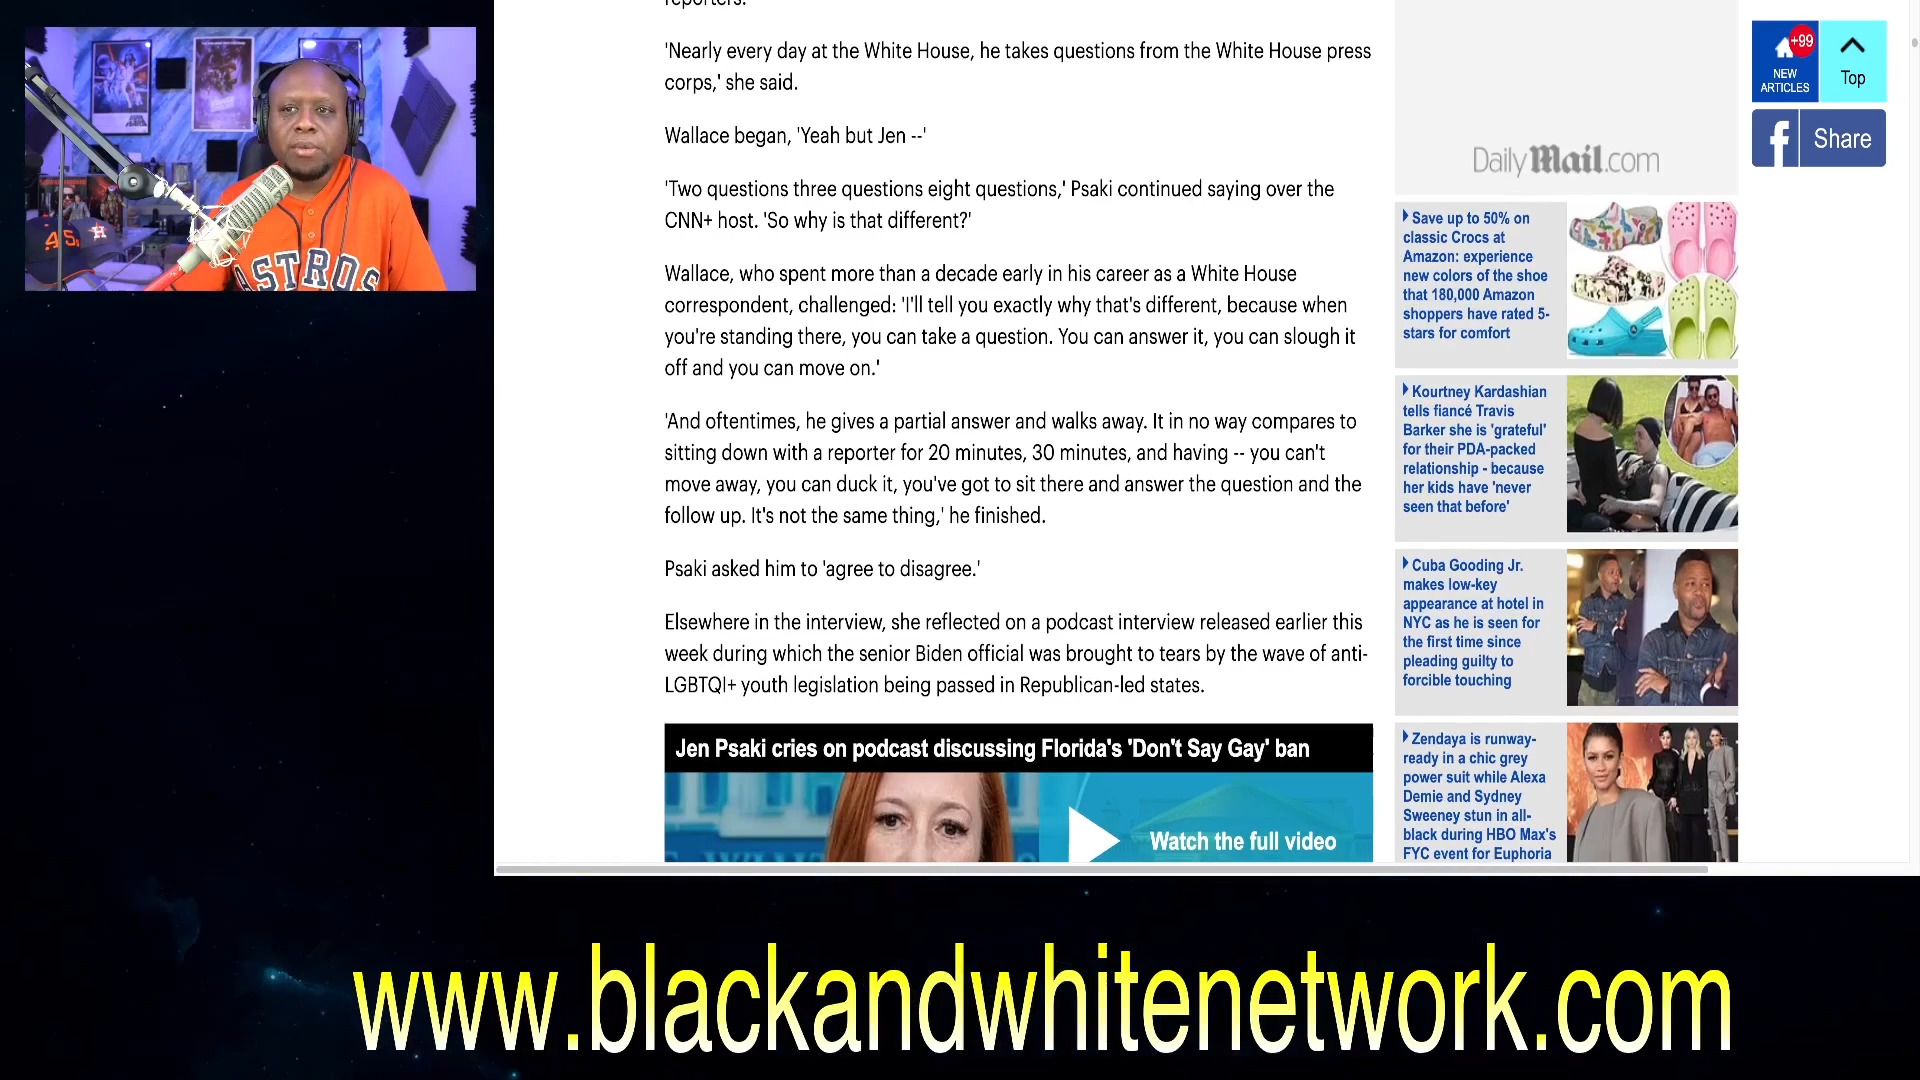 reporters.
'Nearly every day at the White House, he takes questions from the White House press
corps,' she said.
Wallace began, 'Yeah but Jen --'
'Two questions three questions eight questions,' Psaki continued saying over the
CNN+ host. 'So why is that different?'
Wallace, who spent more than a decade early in his career as a White House
correspondent, challenged: 'I'll tell you exactly why that's different, because when
you're standing there, you can take a question. You can answer it, you can slough it
off and you can move on.'
'And oftentimes, he gives a partial answer and walks away. It in no way compares to
sitting down with a reporter for 20 minutes, 30 minutes, and having -- you can't
move away, you can duck it, you've got to sit there and answer the question and the
follow up. It's not the same thing,' he finished.
Psaki asked him to 'agree to disagree.'
Elsewhere in the interview, she reflected on a podcast interview released earlier this
week during which the senior Biden official was brought to tears by the wave of anti-
LGBTQI+ youth legislation being passed in Republican-led states.
Jen Psaki cries on podcast discussing Florida's 'Don't Say Gay' ban
Watch the full video
DailyMail.com
Save up to 50% on
classic Crocs at
Amazon: experience
new colors of the shoe
that 180,000 Amazon
shoppers have rated 5-
stars for comfort
Kourtney Kardashian
tells fiancé Travis
Barker she is 'grateful'
for their PDA-packed
relationship - because
her kids have 'never
seen that before'
Cuba Gooding Jr.
makes low-key
appearance at hotel in
NYC as he is seen for
the first time since
pleading guilty to
forcible touching
Zendaya is runway-
ready in a chic grey
power suit while Alexa
Demie and Sydney
Sweeney stun in all-
black during HBO Max's
FYC event for Euphoria
+99
NEW
ARTICLES
Top
Share
ASTROS
45
H
www.blackandwhitenetwork.com